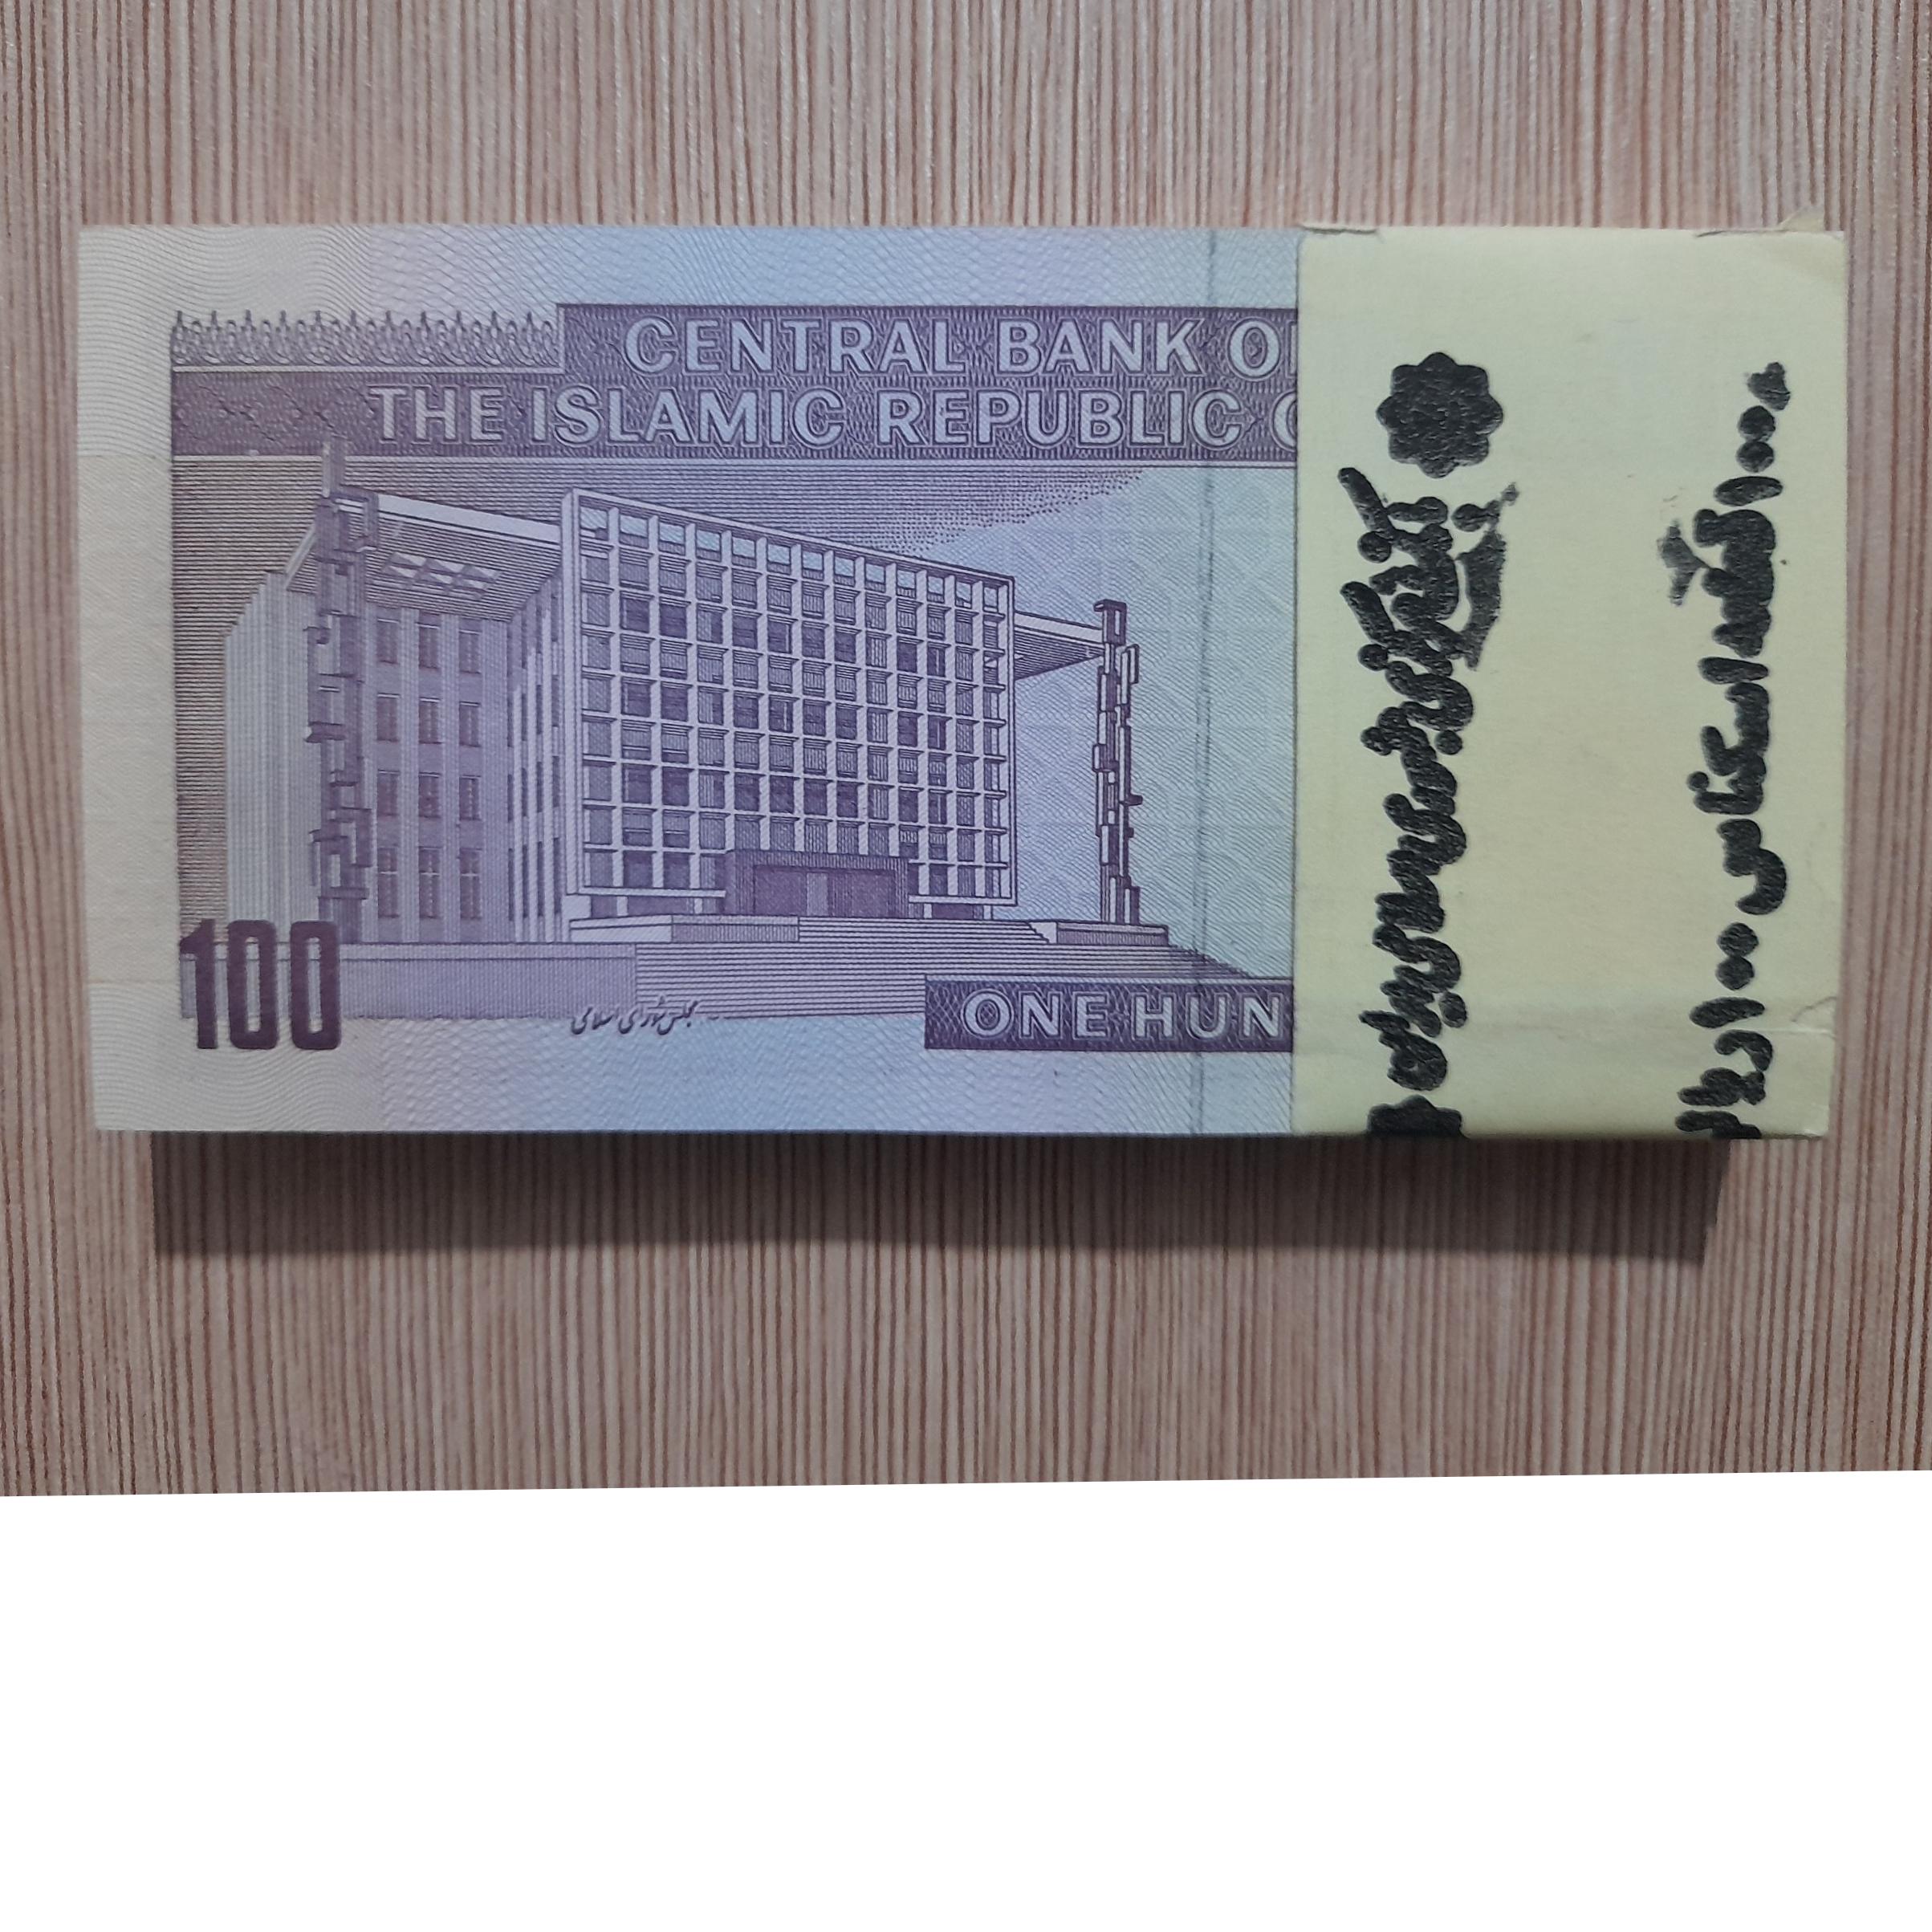 CENTRAL BANK O
THE ISLAMIC REPUBLIC
100
مجلس شورای اسلامی
ONE HUN
بانک مرکزی جمهوری اسلامی ایران
۱۰۰ قطعه اسکناس ۱۰۰ ریال